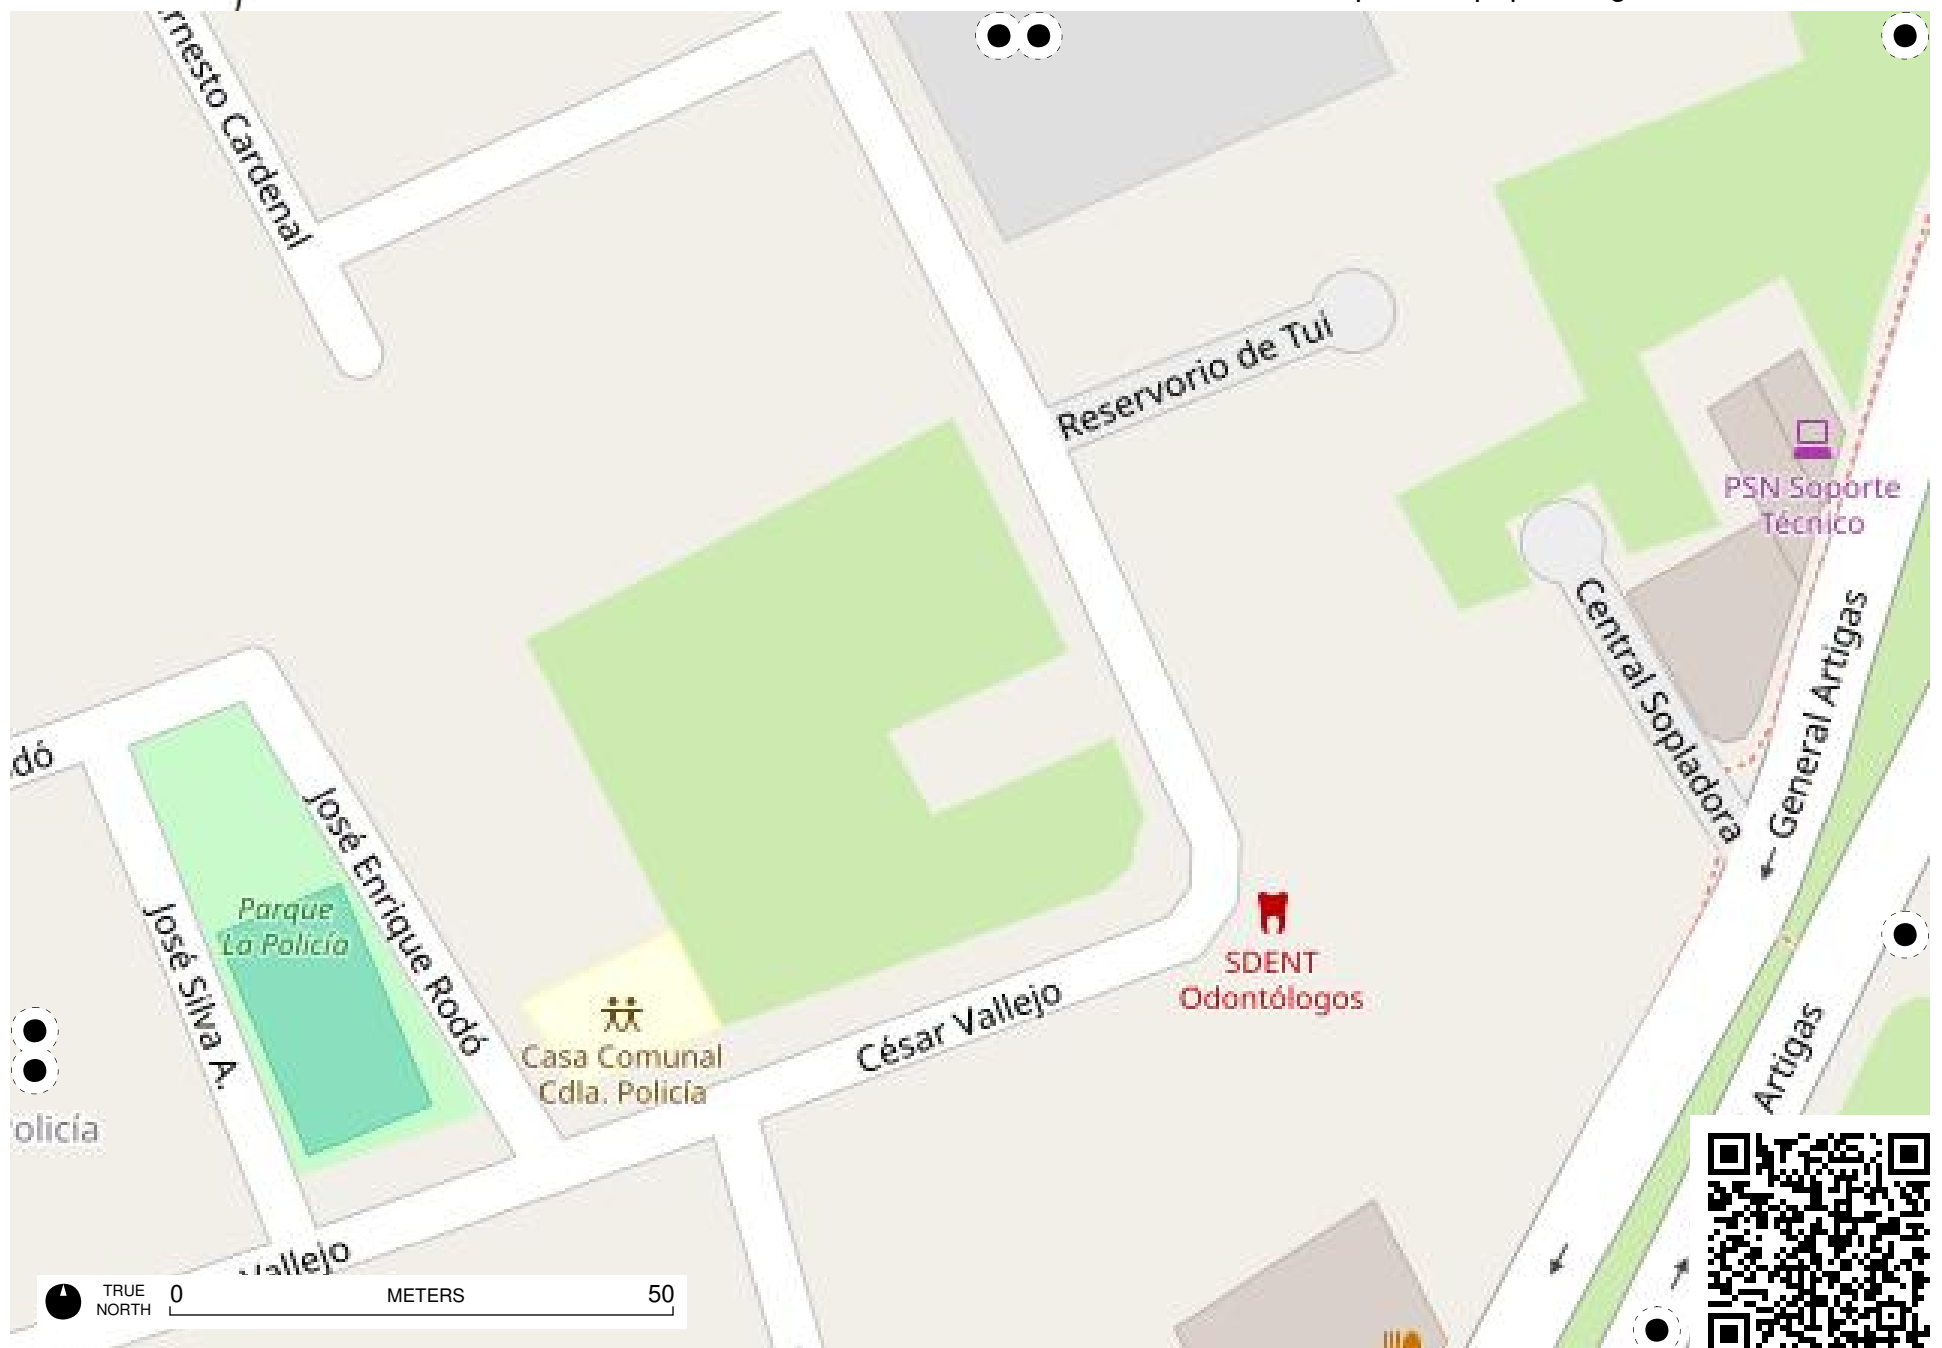 rnesto Cardenal
Reservorio de Tui
PSN Soporte
Técnico
Central Sopladora
General Artigas
dó
José Enrique Rodó
Parque
La Policía
José Silva A.
SDENT
Odontólogos
César Vallejo
Casa Comunal
Cdla. Policía
Artigas
olicía
Vallejo
TRUE
NORTH
0 METERS 50